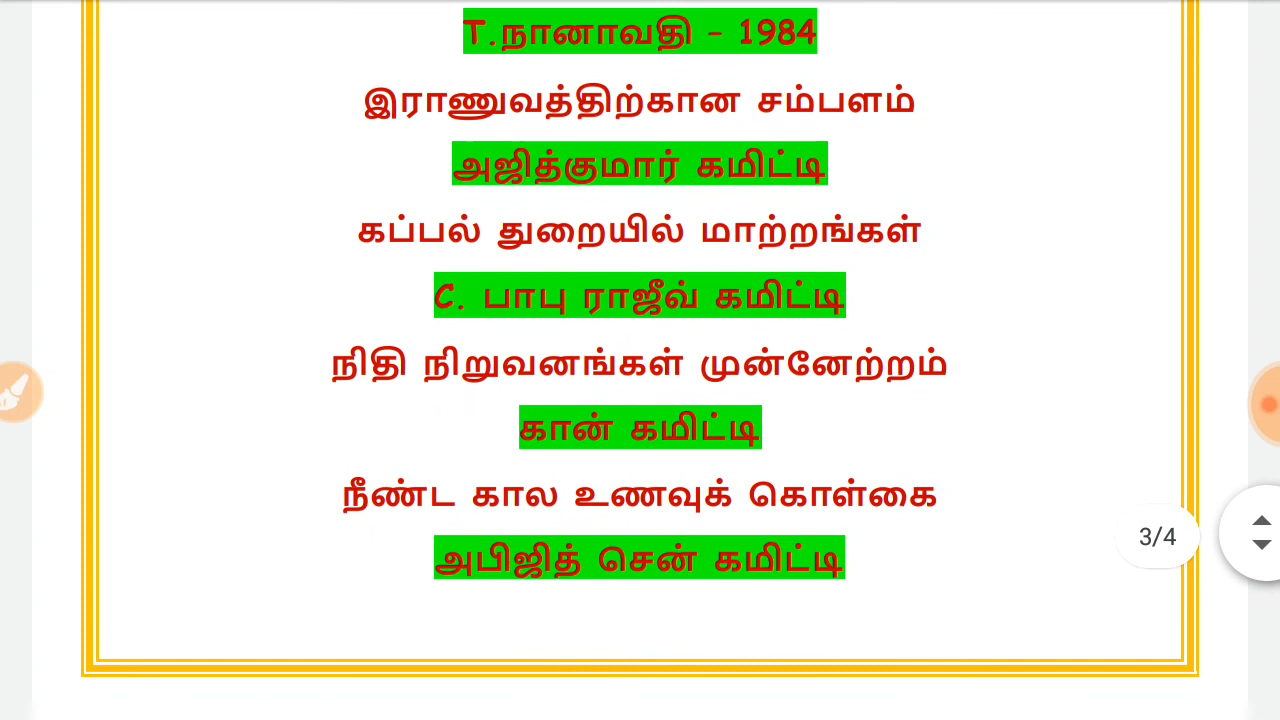 T.நானாவதி - 1984
இராணுவத்திற்கான சம்பளம்
அஜித்குமார் கமிட்டி
கப்பல் துறையில் மாற்றங்கள்
C. பாபு ராஜீவ் கமிட்டி
நிதி நிறுவனங்கள் முன்னேற்றம்
கான் கமிட்டி
நீண்ட கால உணவுக் கொள்கை
3/4
அபிஜித் சென் கமிட்டி